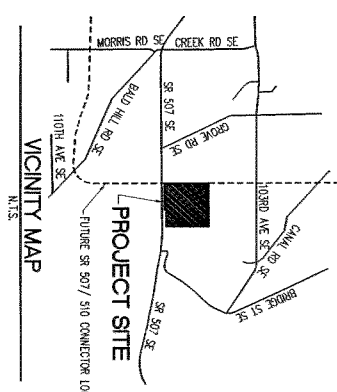 MORRIS RD SE
CREEK RD SE
BALD HILL RD SE
110TH AVE SE
SR 507 SE
GROVE RD SE
103RD AVE SE
CANAL RD SE
BRIDGE ST SE
SR 507 SE
FUTURE SR 507/ 510 CONNECTOR LO
PROJECT SITE
VICINITY MAP
N.T.S.